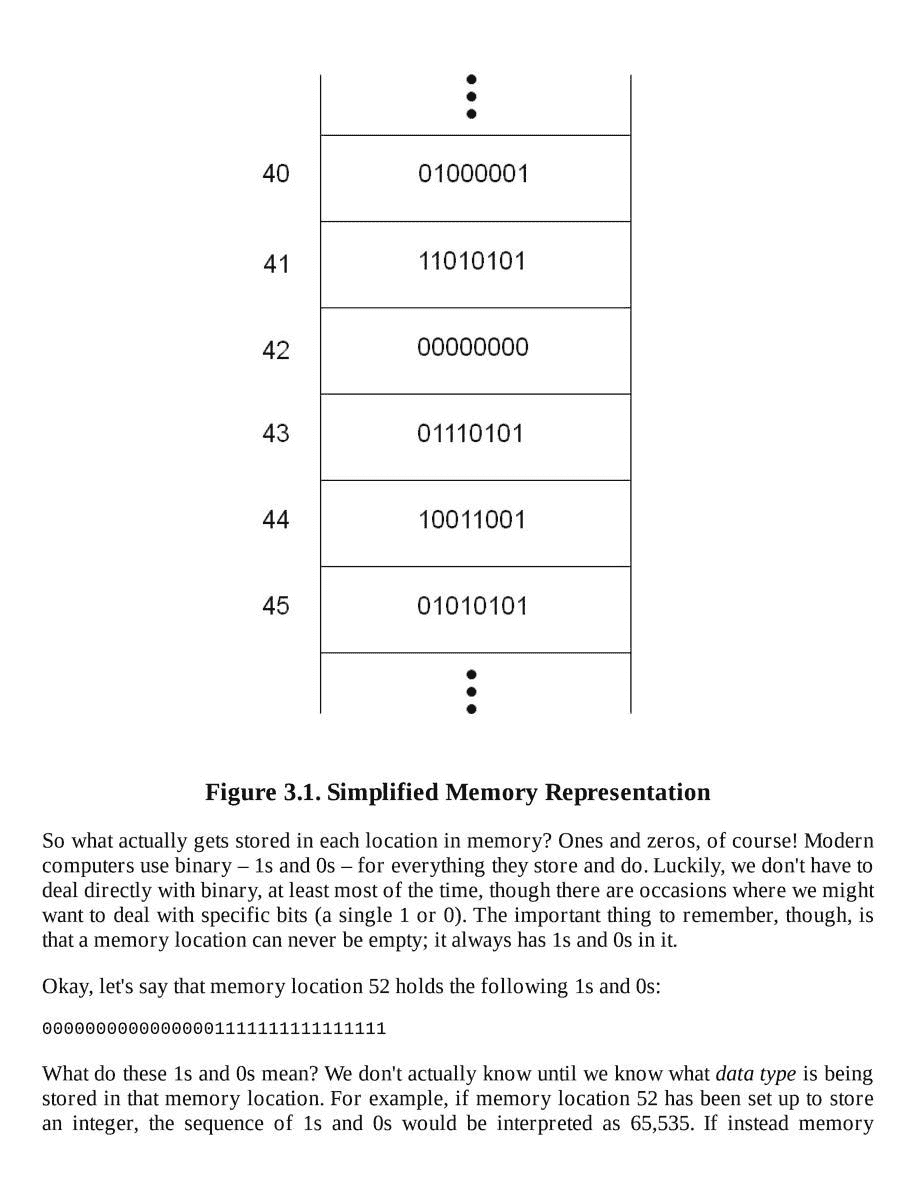 40 01000001
41 11010101
42 00000000
43 01110101
44 10011001
45 01010101
Figure 3.1. Simplified Memory Representation
So what actually gets stored in each location in memory? Ones and zeros, of course! Modern
computers use binary – 1s and 0s – for everything they store and do. Luckily, we don't have to
deal directly with binary, at least most of the time, though there are occasions where we might
want to deal with specific bits (a single 1 or 0). The important thing to remember, though, is
that a memory location can never be empty; it always has 1s and 0s in it.
Okay, let's say that memory location 52 holds the following 1s and 0s:
00000000000000001111111111111111
What do these 1s and 0s mean? We don't actually know until we know what data type is being
stored in that memory location. For example, if memory location 52 has been set up to store
an integer, the sequence of 1s and 0s would be interpreted as 65,535. If instead memory